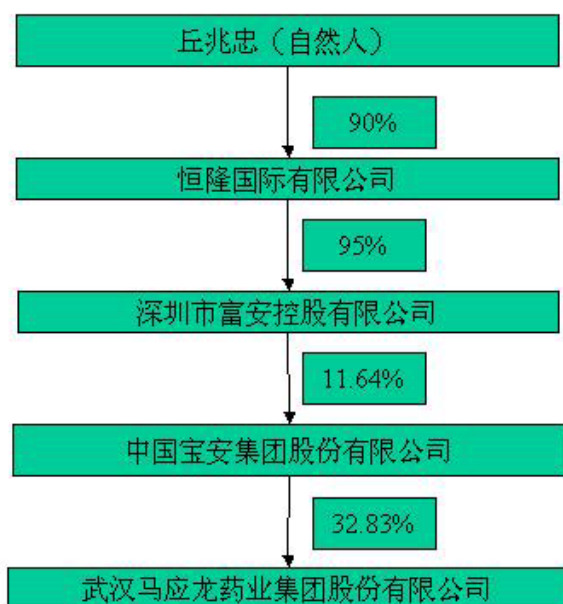 丘兆忠（自然人）
90%
恒隆国际有限公司
95%
深圳市富安控股有限公司
11.64%
中国宝安集团股份有限公司
32.83%
武汉马应龙药业集团股份有限公司